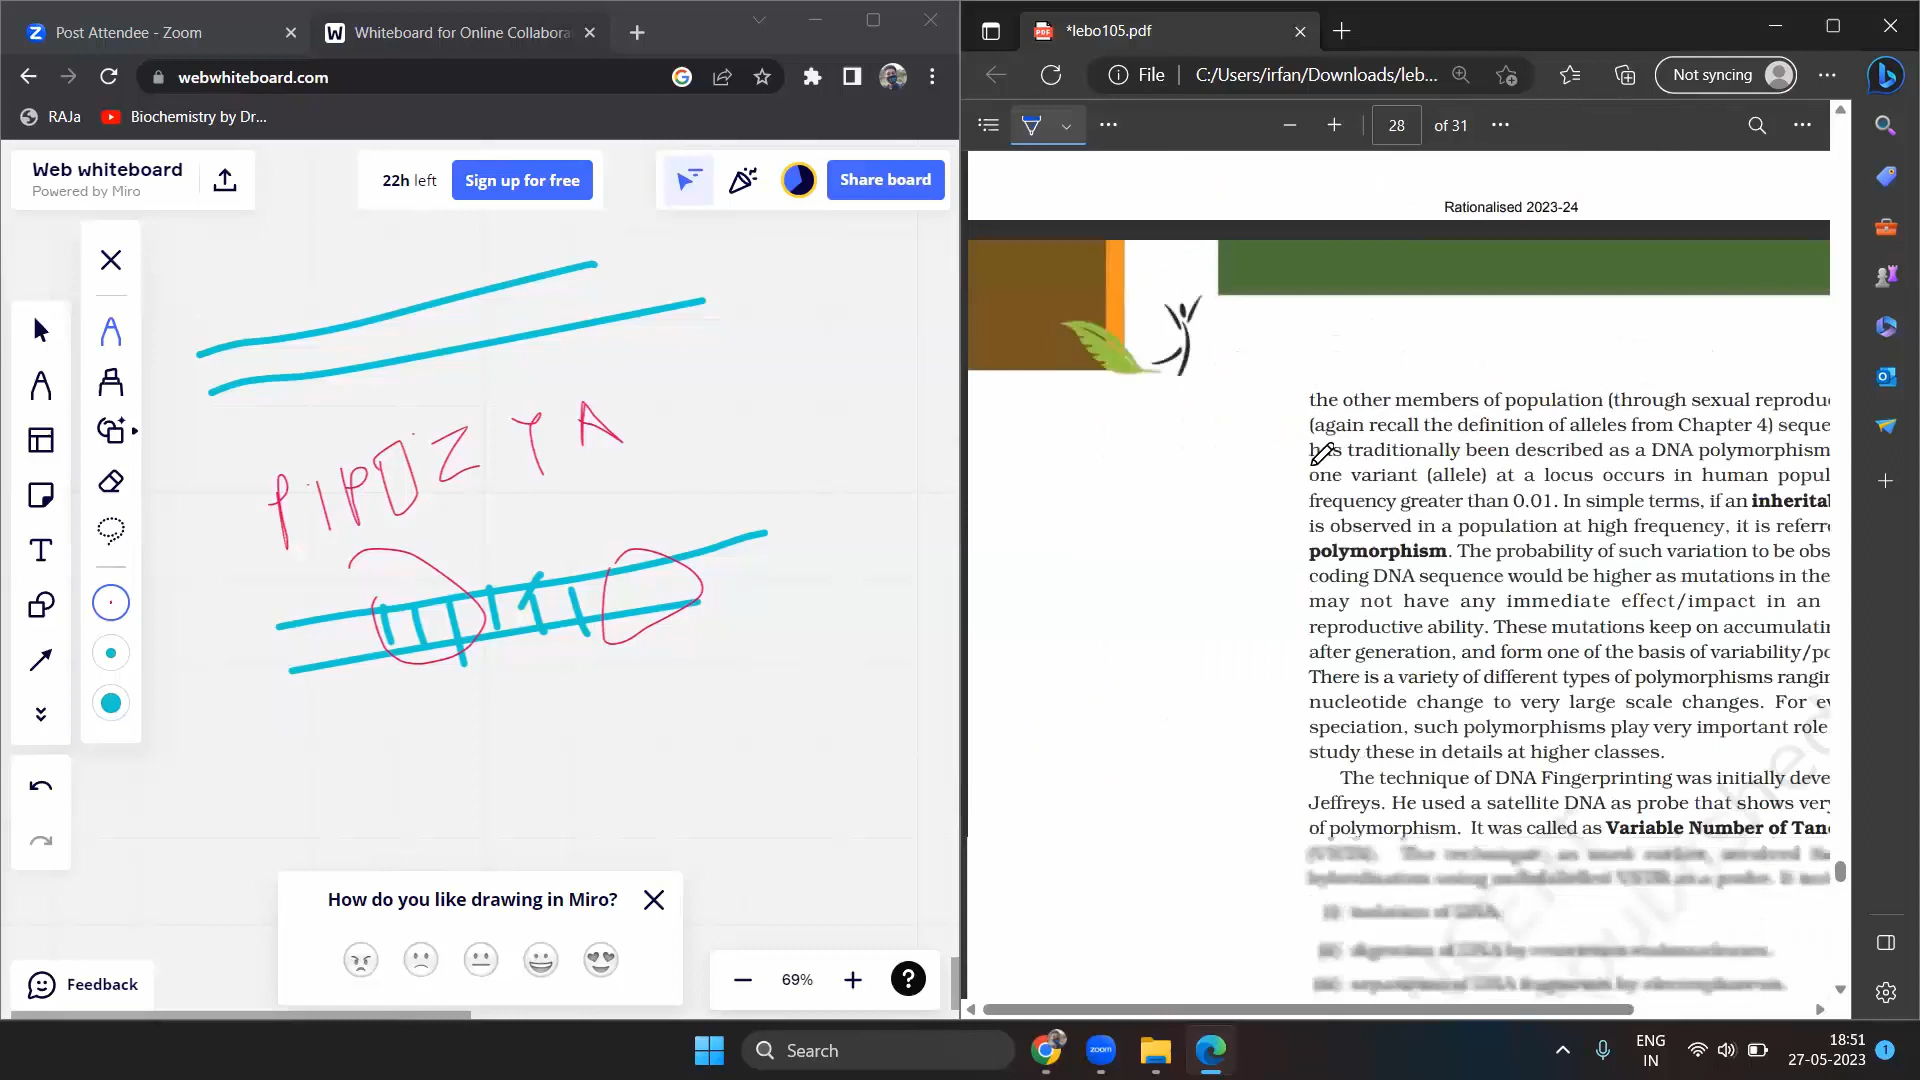 Post Attendee - Zoom
Whiteboard for Online Collabora
*lebo105.pdf
webwhiteboard.com
File
C:/Users/irfan/Downloads/leb...
Not syncing
RAJa
Biochemistry by Dr...
28
of 31
Web whiteboard
Powered by Miro
22h left
Sign up for free
Share board
Rationalised 2023-24
the other members of population (through sexual reprodu
(again recall the definition of alleles from Chapter 4) seque
has traditionally been described as a DNA polymorphism
one variant (allele) at a locus occurs in human popul
frequency greater than 0.01. In simple terms, if an inherita
is observed in a population at high frequency, it is referre
polymorphism. The probability of such variation to be obs
coding DNA sequence would be higher as mutations in the
may not have any immediate effect/impact in an
reproductive ability. These mutations keep on accumulatin
after generation, and form one of the basis of variability/po
There is a variety of different types of polymorphisms rangin
nucleotide change to very large scale changes. For ev
speciation, such polymorphisms play very important role
study these in details at higher classes.
The technique of DNA Fingerprinting was initially deve
Jeffreys. He used a satellite DNA as probe that shows very
of polymorphism. It was called as Variable Number of Tan
How do you like drawing in Miro?
Feedback
69%
Search
ENG
IN
18:51
27-05-2023
1